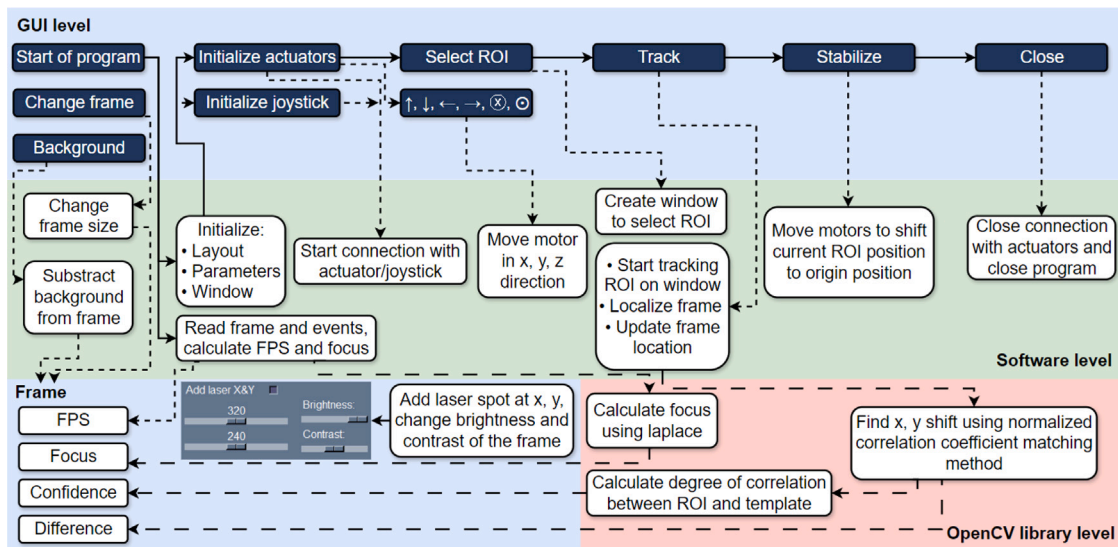 GUI level
Start of program
Initialize actuators
Select ROI
Track
Stabilize
Close
Change frame
Initialize joystick
↑, ↓, ←, →, ⓧ, ⊙
Background
Change
frame size
Initialize:
• Layout
• Parameters
• Window
Start connection with
actuator/joystick
Move motor
in x, y, z
direction
Create window
to select ROI
• Start tracking
ROI on window
• Localize frame
• Update frame
location
Move motors to shift
current ROI position
to origin position
Close connection
with actuators and
close program
Substract
background
from frame
Read frame and events,
calculate FPS and focus
Software level
Frame
FPS
Focus
Confidence
Difference
Add laser X&Y
320
240
Brightness:
Contrast:
Add laser spot at x, y,
change brightness and
contrast of the frame
Calculate focus
using laplace
Find x, y shift using normalized
correlation coefficient matching
method
Calculate degree of correlation
between ROI and template
OpenCV library level